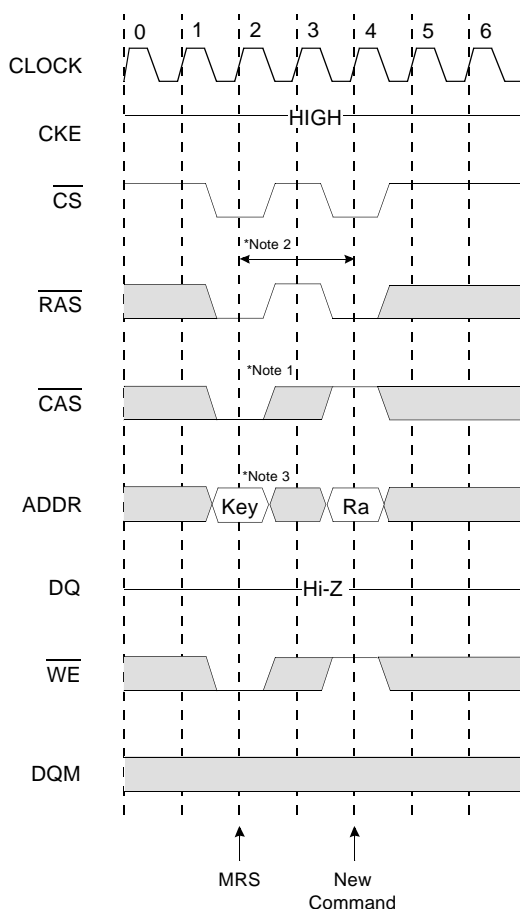 0 1 2 3 4 5 6
CLOCK
HIGH
CKE
CS
*Note 2
RAS
*Note 1
CAS
*Note 3
ADDR
Key
Ra
DQ
Hi-Z
WE
DQM
MRS
New
Command